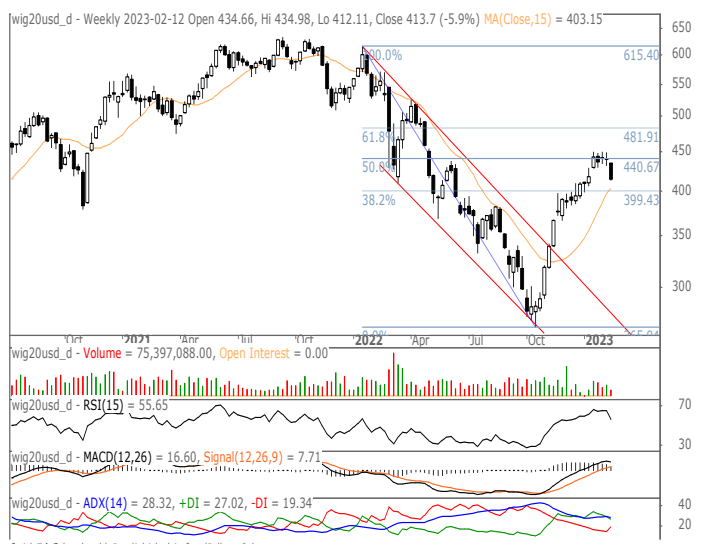 wig20usd_d - Weekly 2023-02-12 Open 434.66, Hi 434.98, Lo 412.11, Close 413.7 (-5.9%) MA(Close,15) = 403.15
650
600
550
500
450
400
350
300
615.40
61.8%
481.91
50.0%
440.67
38.2%
399.43
'Oct
2021
'Apr
'Jul
'Oct
2022
'Apr
'Jul
'Oct
2023
wig20usd_d - Volume = 75,397,088.00, Open Interest = 0.00
wig20usd_d - RSI(15) = 55.65
70
30
wig20usd_d - MACD(12,26) = 16.60, Signal(12,26,9) = 7.71
wig20usd_d - ADX(14) = 28.32, +DI = 27.02, -DI = 19.34
40
20